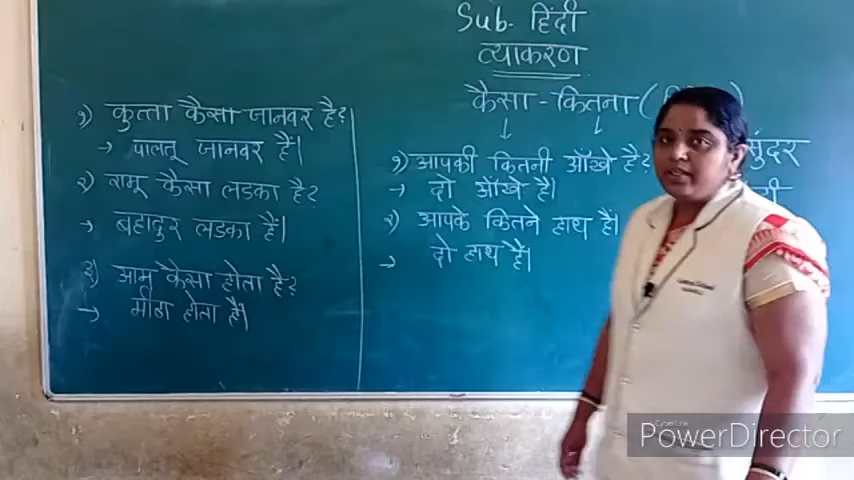 Sub- हिंदी
व्याकरण
कैसा - कितना (
१) कुत्ता कैसा जानवर है?
→ पालतू जानवर हैं।
२) रामू कैसा लडका है?
→ बहादुर लडका हैं।
३) आम कैसा होता है?
→ मीठा होता हैं।
१) आपकी कितनी आँखे है?
→ दो आँखे है।
२) आपके कितने हाथ हैं।
→ दो हाथ हैं।
सुंदर
CyberLink
PowerDirector